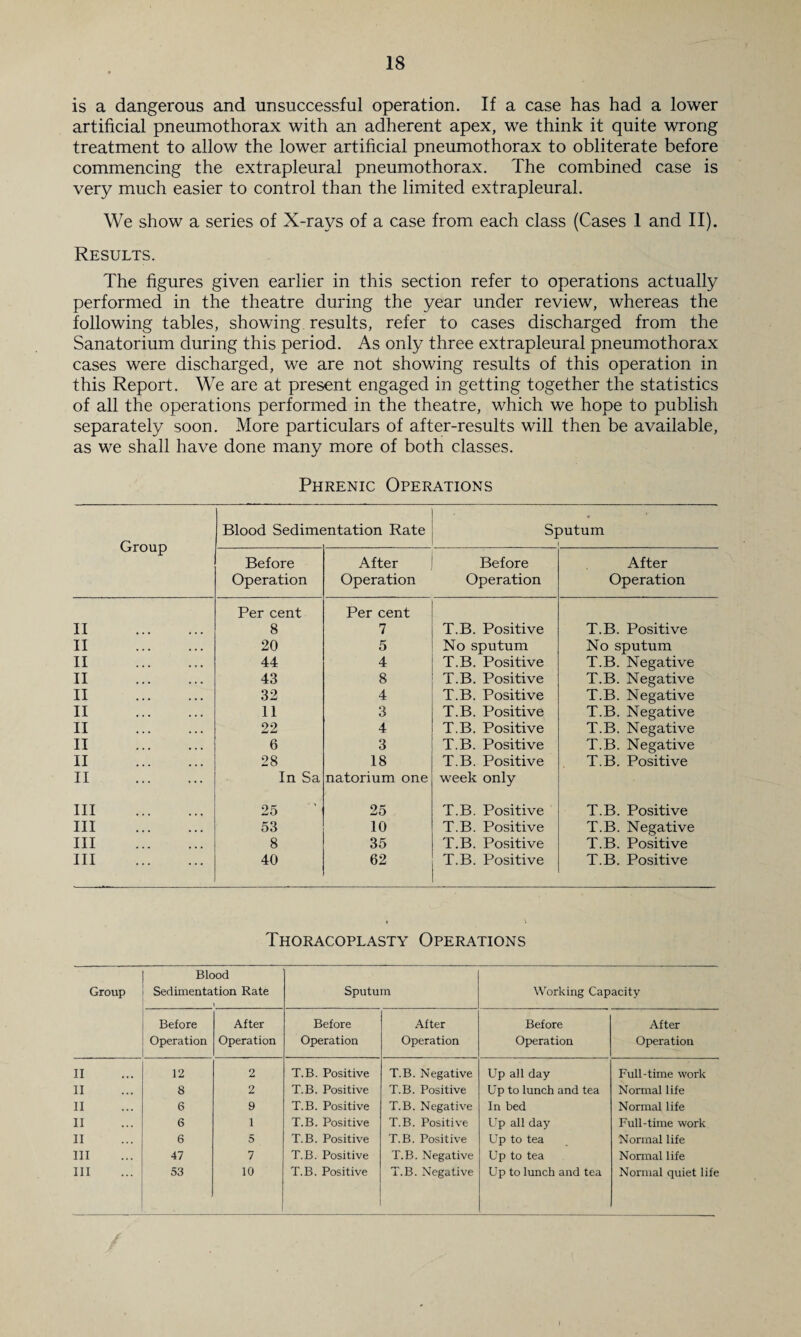 18
is a dangerous and unsuccessful operation. If a case has had a lower
artificial pneumothorax with an adherent apex, we think it quite wrong
treatment to allow the lower artificial pneumothorax to obliterate before
commencing the extrapleural pneumothorax. The combined case is
very much easier to control than the limited extrapleural.
We show a series of X-rays of a case from each class (Cases 1 and II).
Results.
The figures given earlier in this section refer to operations actually
performed in the theatre during the year under review, whereas the
following tables, showing results, refer to cases discharged from the
Sanatorium during this period. As only three extrapleural pneumothorax
cases were discharged, we are not showing results of this operation in
this Report. We are at present engaged in getting together the statistics
of all the operations performed in the theatre, which we hope to publish
separately soon. More particulars of after-results will then be available,
as we shall have done many more of both classes.
Phrenic Operations
Group Blood Sedimentation Rate Sputum
Before Operation After Operation Before Operation After Operation
Per cent Per cent
II ... ... 8 7 T.B. Positive T.B. Positive
II ... ... 20 5 No sputum No sputum
II ... ... 44 4 T.B. Positive T.B. Negative
II ... ... 43 8 T.B. Positive T.B. Negative
II ... ... 32 4 T.B. Positive T.B. Negative
II ... ... 11 3 T.B. Positive T.B. Negative
II ... ... 22 4 T.B. Positive T.B. Negative
II ... ... 6 3 T.B. Positive T.B. Negative
II ... ... 28 18 T.B. Positive T.B. Positive
II ... ... In Sanatorium one week only
III ... ... 25 25 T.B. Positive T.B. Positive
III ... ... 53 10 T.B. Positive T.B. Negative
III ... ... 8 35 T.B. Positive T.B. Positive
III ... ... 40 62 T.B. Positive T.B. Positive
Thoracoplasty Operations
Group Blood Sedimentation Rate Sputum Working Capacity
Before Operation After Operation Before Operation After Operation Before Operation After Operation
II ... 12 2 T.B. Positive T.B. Negative Up all day Full-time work
II ... 8 2 T.B. Positive T.B. Positive Up to lunch and tea Normal life
II ... 6 9 T.B. Positive T.B. Negative In bed Normal life
II ... 6 1 T.B. Positive T.B. Positive Up all day Full-time work
II ... 6 5 T.B. Positive T.B. Positive Up to tea Normal life
III ... 47 7 T.B. Positive T.B. Negative Up to tea Normal life
III ... 53 10 T.B. Positive T.B. Negative Up to lunch and tea Normal quiet life